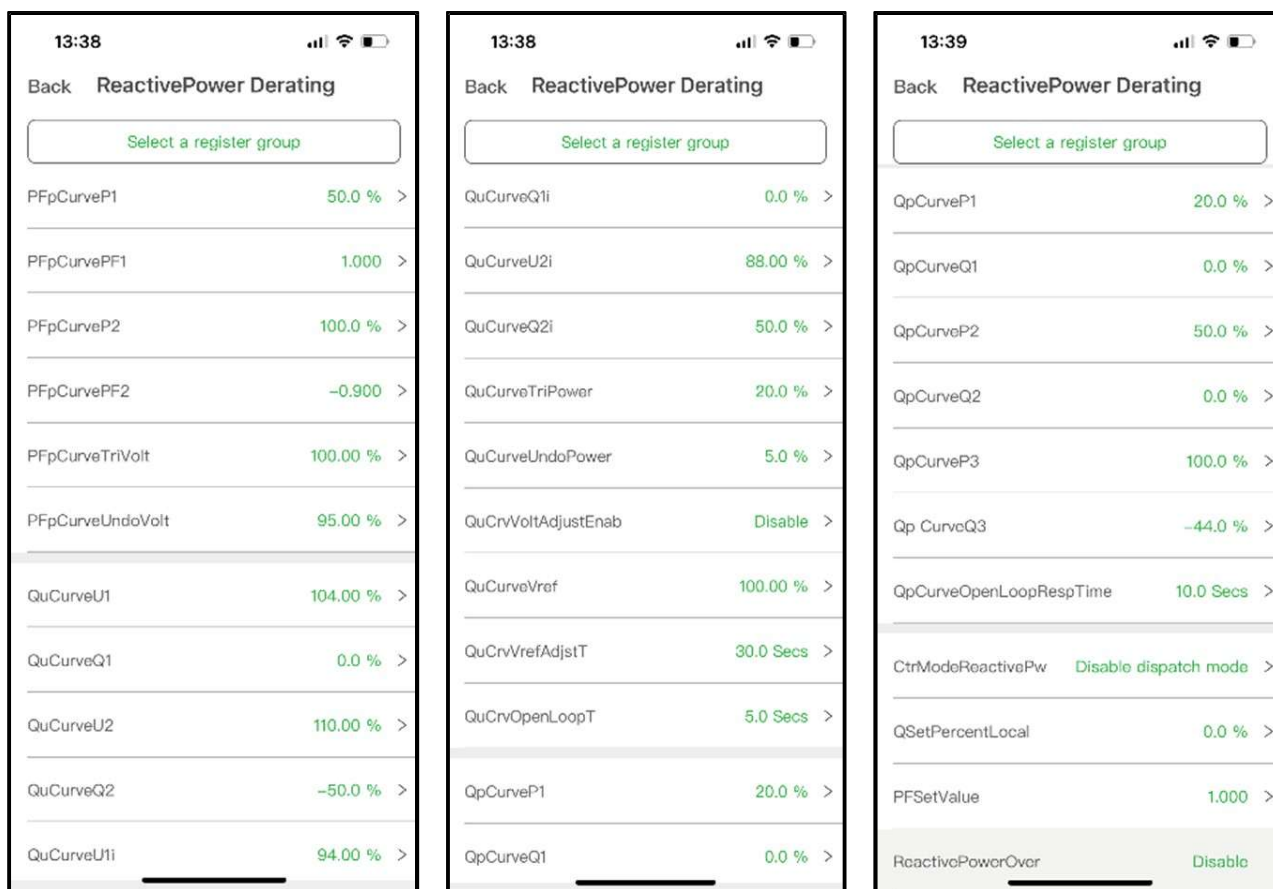 13:38
Back ReactivePower Derating
Select a register group
PFpCurveP1 50.0 % >
PFpCurvePF1 1.000 >
PFpCurveP2 100.0 % >
PFpCurvePF2 -0.900 >
PFpCurveTriVolt 100.00 % >
PFpCurveUndoVolt 95.00 % >
QuCurveU1 104.00 % >
QuCurveQ1 0.0 % >
QuCurveU2 110.00 % >
QuCurveQ2 -50.0 % >
QuCurveU1i 94.00 % >
13:38
Back ReactivePower Derating
Select a register group
QuCurveQ1i 0.0 % >
QuCurveU2i 88.00 % >
QuCurveQ2i 50.0 % >
QuCurveTriPower 20.0 % >
QuCurveUndoPower 5.0 % >
QuCrvVoltAdjustEnab Disable >
QuCurveVref 100.00 % >
QuCrvVrefAdjstT 30.0 Secs >
QuCrvOpenLoopT 5.0 Secs >
QpCurveP1 20.0 % >
QpCurveQ1 0.0 % >
13:39
Back ReactivePower Derating
Select a register group
QpCurveP1 20.0 % >
QpCurveQ1 0.0 % >
QpCurveP2 50.0 % >
QpCurveQ2 0.0 % >
QpCurveP3 100.0 % >
Qp CurveQ3 -44.0 % >
QpCurveOpenLoopRespTime 10.0 Secs >
CtrModeReactivePw Disable dispatch mode >
QSetPercentLocal 0.0 % >
PFSetValue 1.000 >
ReactivePowerOver Disable